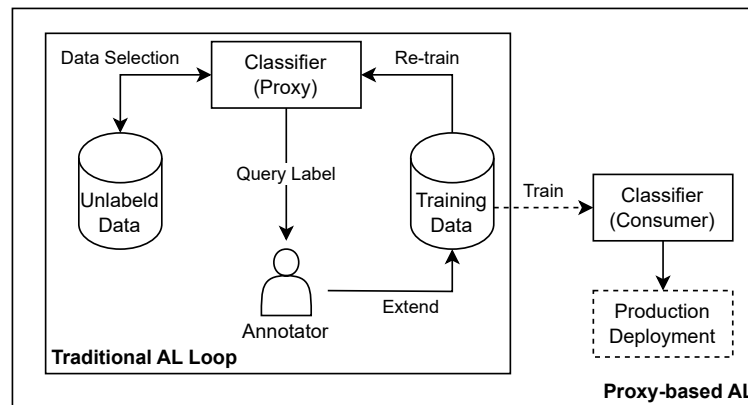 Data Selection
Classifier
(Proxy)
Re-train
Unlabeld
Data
Query Label
Training
Data
Train
Classifier
(Consumer)
Annotator
Extend
Production
Deployment
Traditional AL Loop
Proxy-based AL